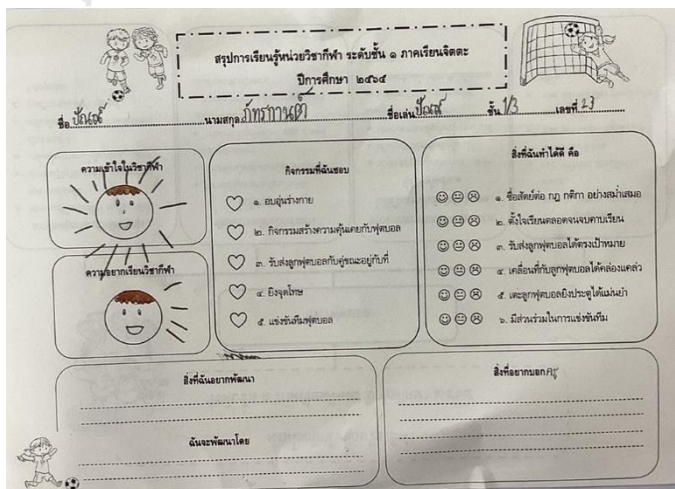 สรุปการเรียนรู้หน่วยวิชากีฬา ระดับชั้น ๑ ภาคเรียนจิตตะ
ปีการศึกษา ๒๕๖๔
ชื่อ ปัณณ์ นามสกุล ภัทรกานต์ ชื่อเล่น ปัณณ์ ชั้น 1/3 เลขที่ 23
ความเข้าใจในวิชากีฬา
ความอยากเรียนวิชากีฬา
กิจกรรมที่ฉันชอบ
๑. อบอุ่นร่างกาย
๒. กิจกรรมสร้างความคุ้นเคยกับฟุตบอล
๓. รับส่งลูกฟุตบอลกับคู่ขณะอยู่กับที่
๔. ยิงจุดโทษ
๕. แข่งขันทีมฟุตบอล
สิ่งที่ฉันทำได้ดี คือ
๑. ซื่อสัตย์ต่อ กฎ กติกา อย่างสม่ำเสมอ
๒. ตั้งใจเรียนตลอดจนจบคาบเรียน
๓. รับส่งลูกฟุตบอลได้ตรงเป้าหมาย
๔. เคลื่อนที่กับลูกฟุตบอลได้คล่องแคล่ว
๕. เตะลูกฟุตบอลยิงประตูได้แม่นยำ
๖. มีส่วนร่วมในการแข่งขันทีม
สิ่งที่ฉันอยากพัฒนา
ฉันจะพัฒนาโดย
สิ่งที่อยากบอกครู